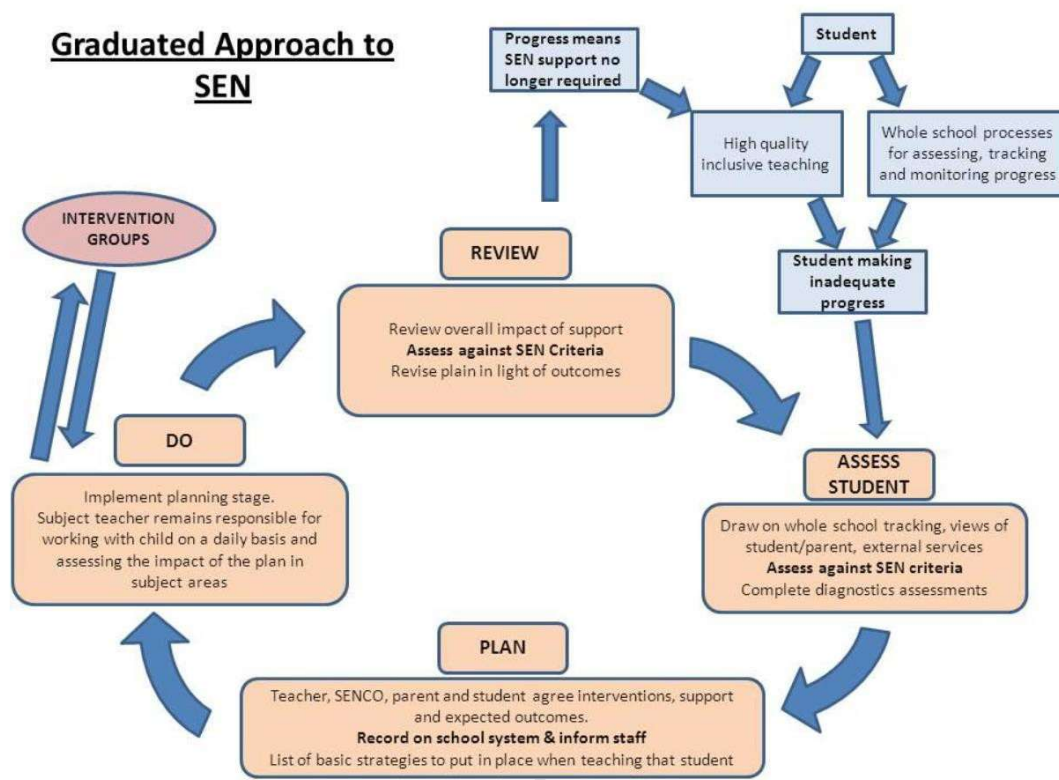 Graduated Approach to
SEN
Progress means
SEN support no
longer required
Student
High quality
inclusive teaching
Whole school processes
for assessing, tracking
and monitoring progress
Student making
inadequate
progress
INTERVENTION
GROUPS
REVIEW
Review overall impact of support
Assess against SEN Criteria
Revise plain in light of outcomes
DO
Implement planning stage.
Subject teacher remains responsible for
working with child on a daily basis and
assessing the impact of the plan in
subject areas
ASSESS
STUDENT
Draw on whole school tracking, views of
student/parent, external services
Assess against SEN criteria
Complete diagnostics assessments
PLAN
Teacher, SENCO, parent and student agree interventions, support
and expected outcomes.
Record on school system & inform staff
List of basic strategies to put in place when teaching that student